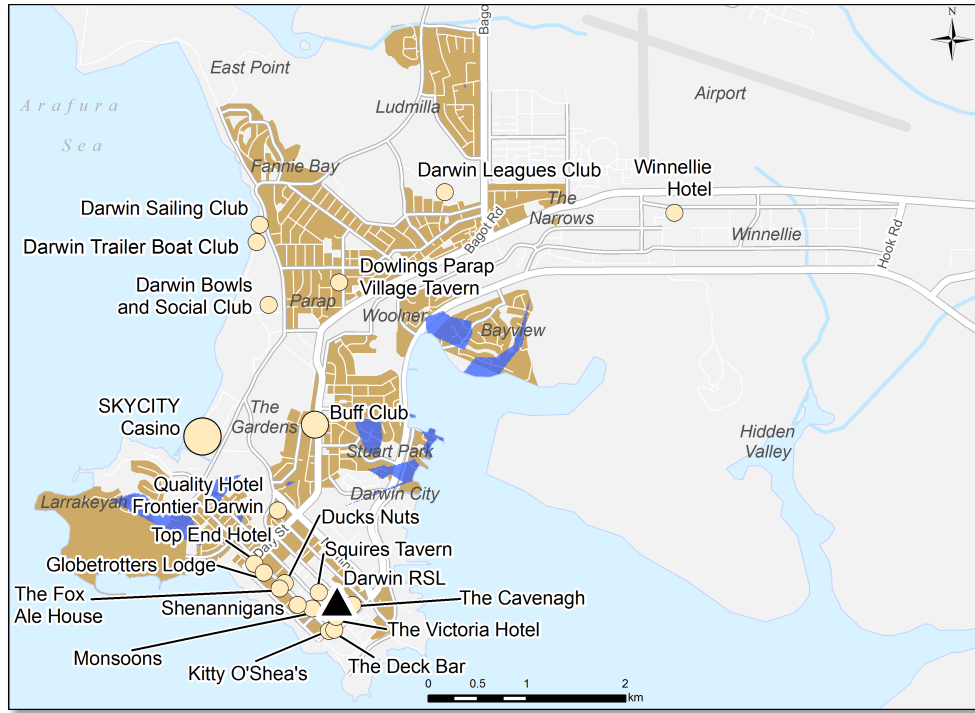 N
Bago
East Point
Arafura
Sea
Ludmilla
Airport
Fannie Bay
Darwin Leagues Club
Winnellie
Hotel
The
Narrows
Darwin Sailing Club
Bagot Rd
Winnellie
Hook Rd
Darwin Trailer Boat Club
Dowlings Parap
Village Tavern
Darwin Bowls
and Social Club
Parap
Woolner
Bayview
SKYCITY
Casino
The
Gardens
Buff Club
Stuart Park
Hidden
Valley
Quality Hotel
Frontier Darwin
Larrakeyah
Darwin City
Ducks Nuts
Top End Hotel
Daly St
Squires Tavern
Globetrotters Lodge
Darwin RSL
The Fox
Ale House
Shenannigans
The Cavenagh
The Victoria Hotel
Monsoons
Kitty O'Shea's
The Deck Bar
0 0.5 1 2
km